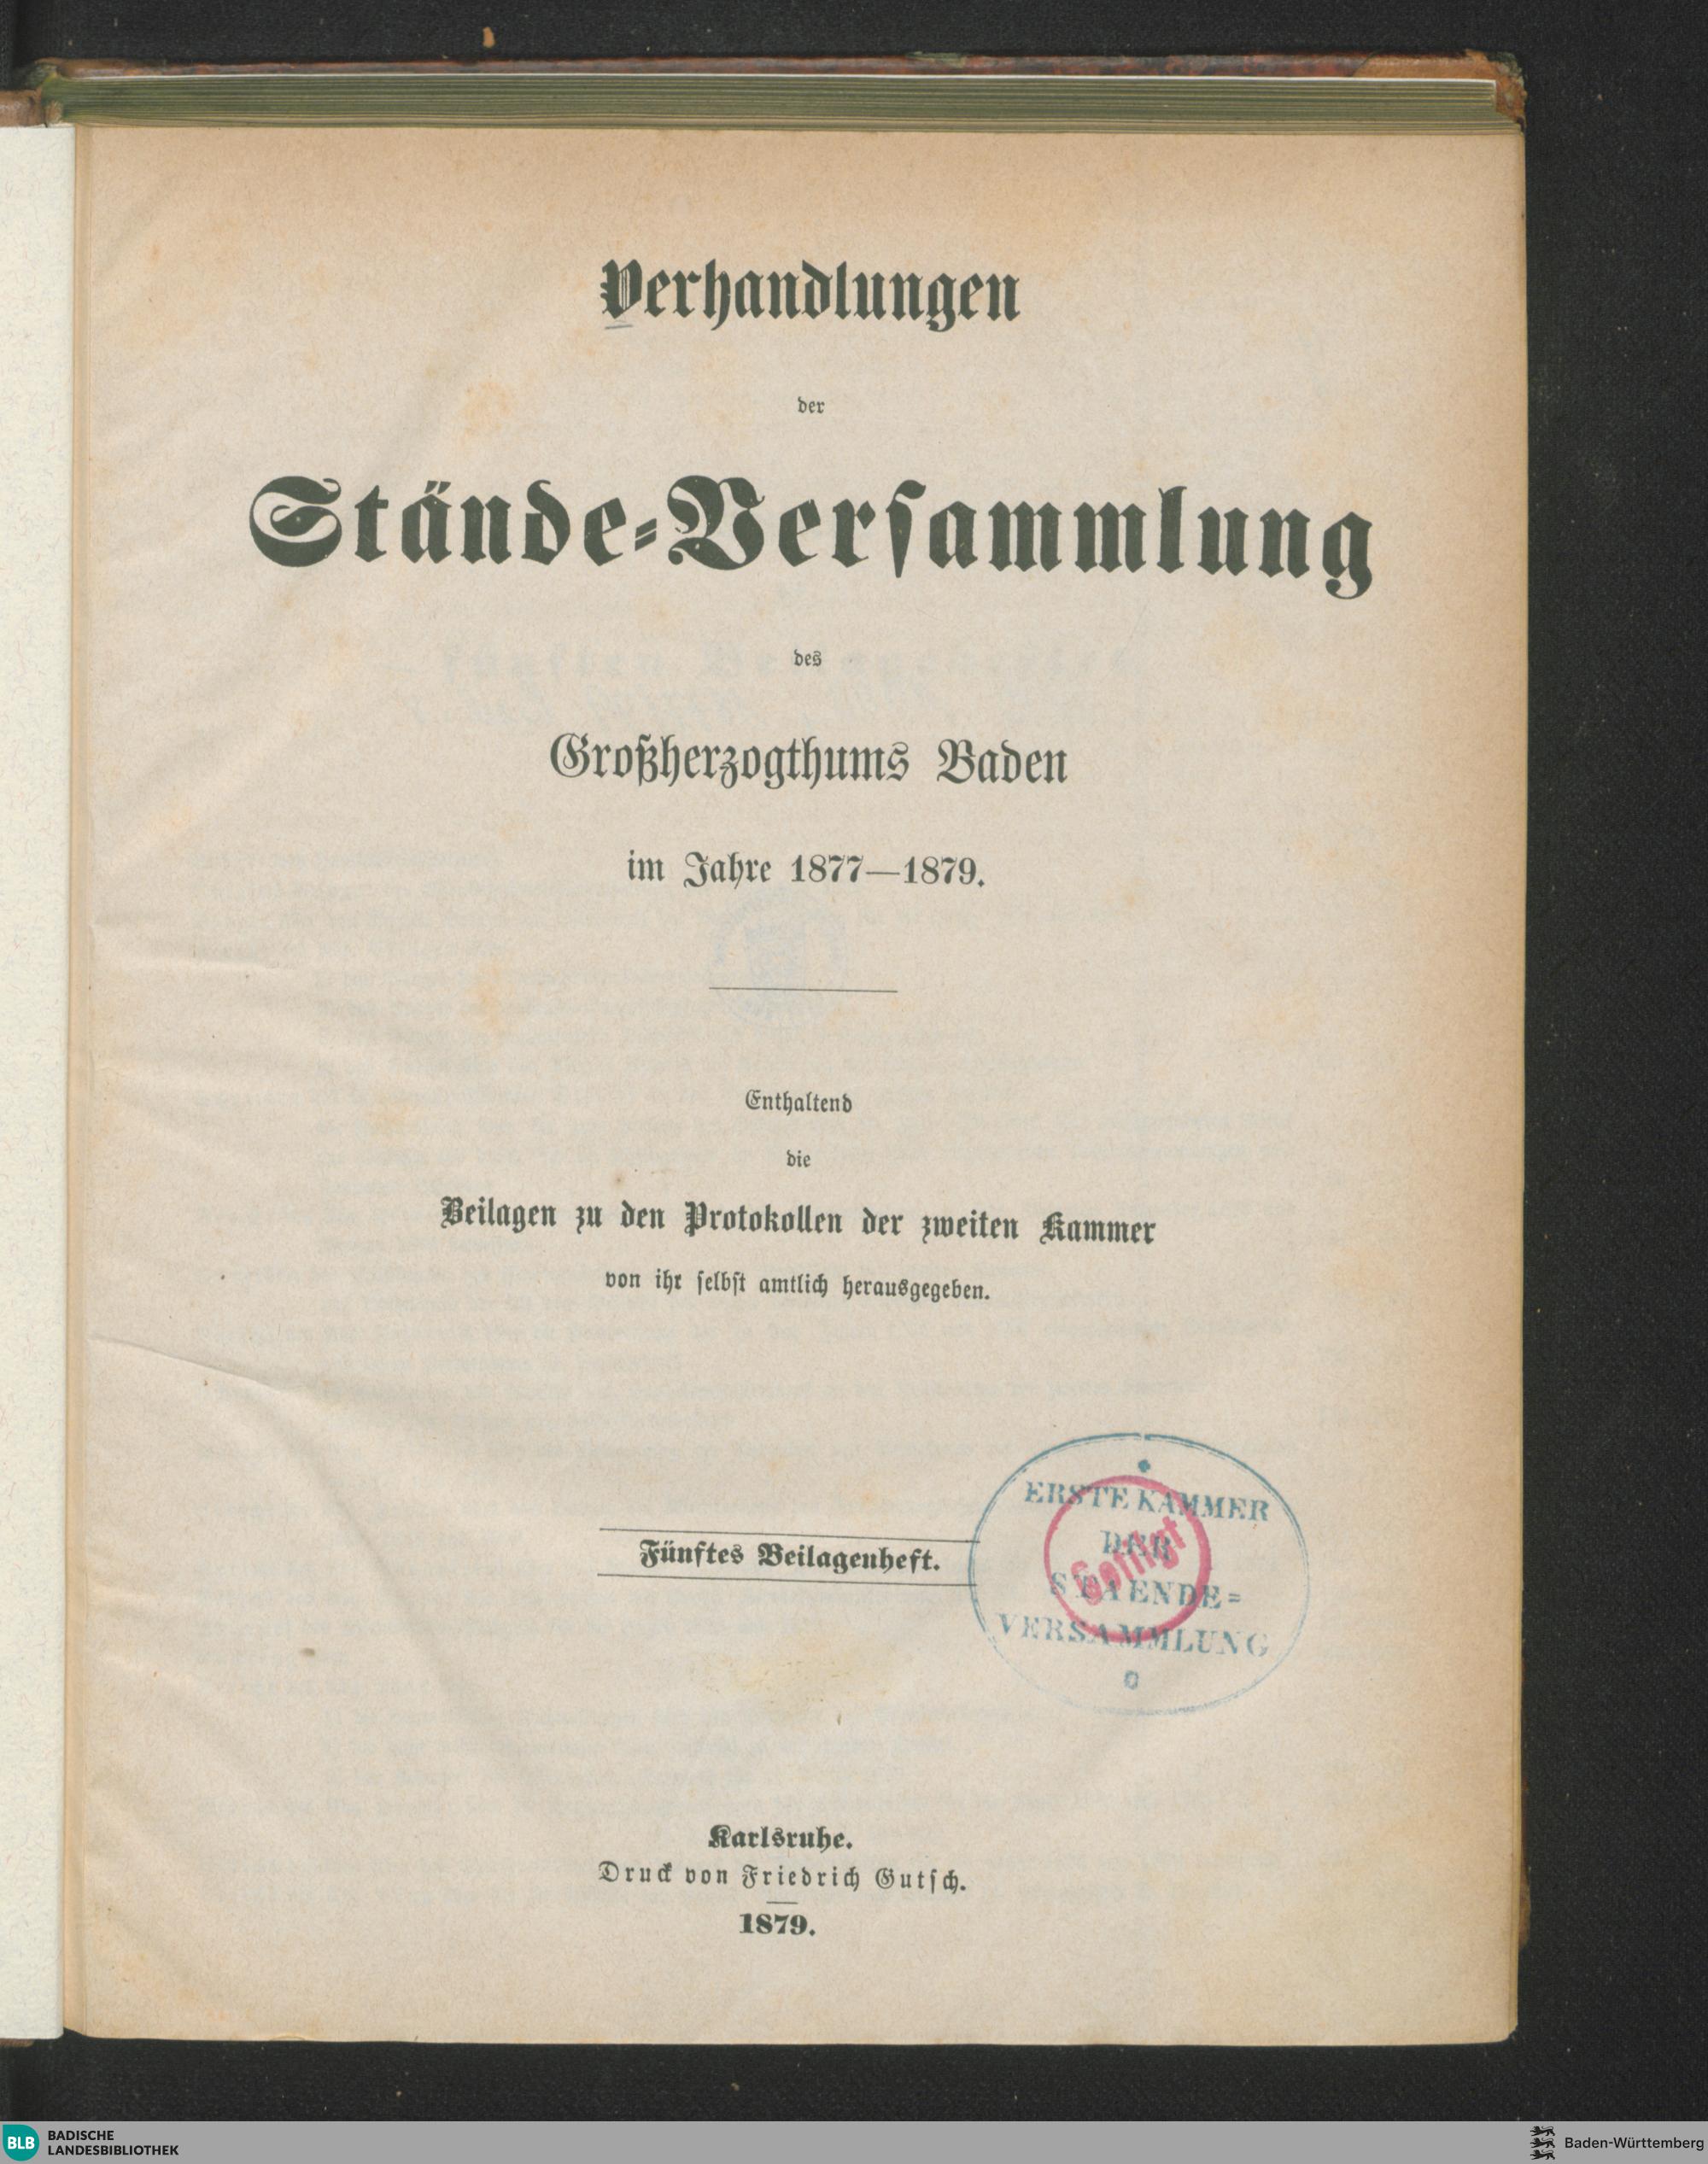 Verhandlungen
der
Stände-Versammlung
des
Großherzogthums Baden
im Jahre 1877—1879.
Enthaltend
die
Beilagen zu den Protokollen der zweiten Kammer
von ihr selbst amtlich herausgegeben.
Fünftes Beilagenheft.
ERSTE KAMMER
DER
STAENDE=
VERSAMMLUNG
Karlsruhe.
Druck von Friedrich Gutsch.
1879.
BLB
BADISCHE
LANDESBIBLIOTHEK
Baden-Württemberg